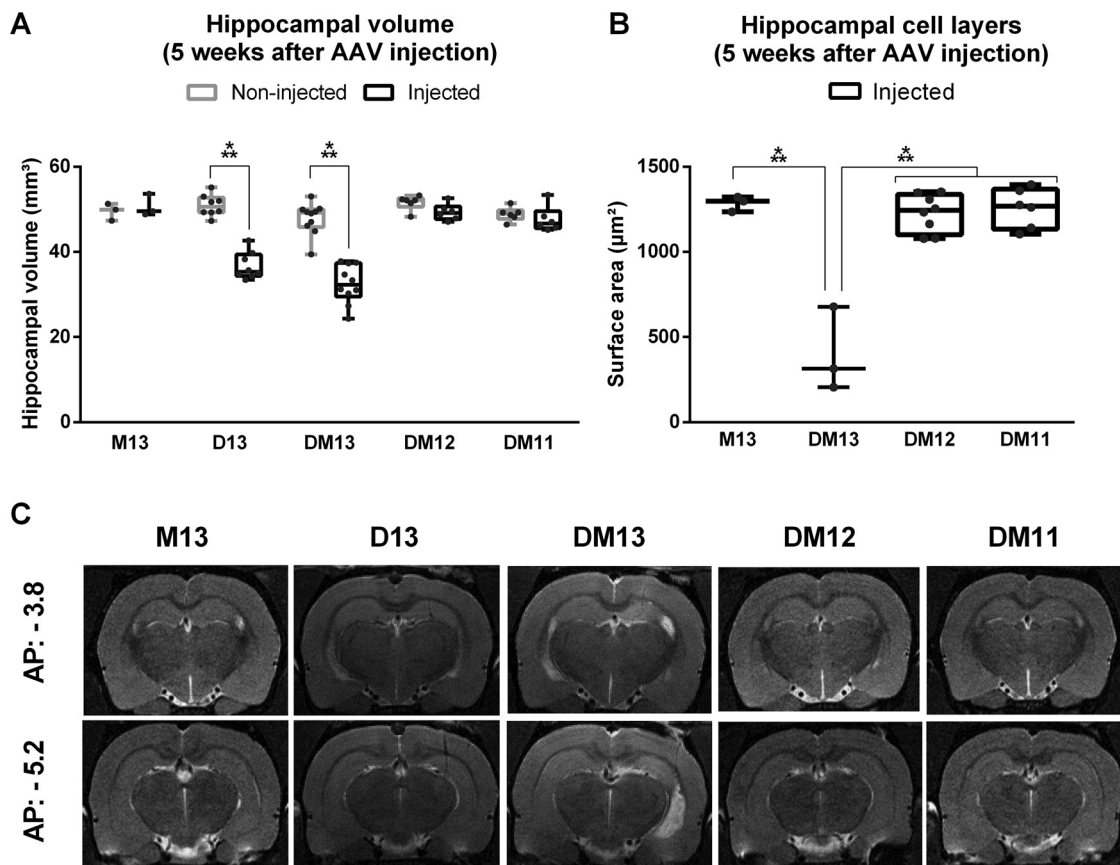 A
Hippocampal volume
(5 weeks after AAV injection)
Non-injected
Injected
Hippocampal volume (mm³)
60
40
20
0
⁂
⁂
M13
D13
DM13
DM12
DM11
B
Hippocampal cell layers
(5 weeks after AAV injection)
Injected
Surface area (µm²)
1500
1000
500
0
⁂
⁂
M13
DM13
DM12
DM11
C
M13
D13
DM13
DM12
DM11
AP: - 3.8
AP: - 5.2